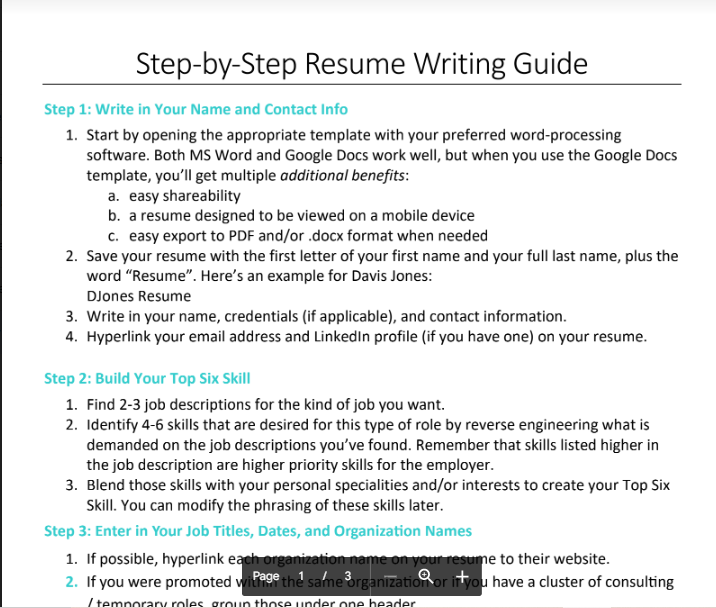 Step-by-Step Resume Writing Guide
Step 1: Write in Your Name and Contact Info
1. Start by opening the appropriate template with your preferred word-processing
software. Both MS Word and Google Docs work well, but when you use the Google Docs
template, you’ll get multiple additional benefits:
a. easy shareability
b. a resume designed to be viewed on a mobile device
c. easy export to PDF and/or .docx format when needed
2. Save your resume with the first letter of your first name and your full last name, plus the
word “Resume”. Here’s an example for Davis Jones:
DJones Resume
3. Write in your name, credentials (if applicable), and contact information.
4. Hyperlink your email address and LinkedIn profile (if you have one) on your resume.
Step 2: Build Your Top Six Skill
1. Find 2-3 job descriptions for the kind of job you want.
2. Identify 4-6 skills that are desired for this type of role by reverse engineering what is
demanded on the job descriptions you’ve found. Remember that skills listed higher in
the job description are higher priority skills for the employer.
3. Blend those skills with your personal specialities and/or interests to create your Top Six
Skill. You can modify the phrasing of these skills later.
Step 3: Enter in Your Job Titles, Dates, and Organization Names
1. If possible, hyperlink each organization name on your resume to their website.
2. If you were promoted within the same organization or if you have a cluster of consulting
Page 1 / 3
/ temporary roles, group those under one header